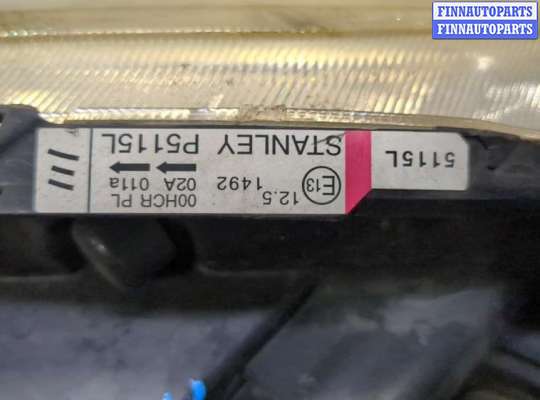 FINNAUTOPARTS
FINNAUTOPARTS
5115L
STANLEY P5115L
E13 1492 02A 011a
12.5 00HCR PL